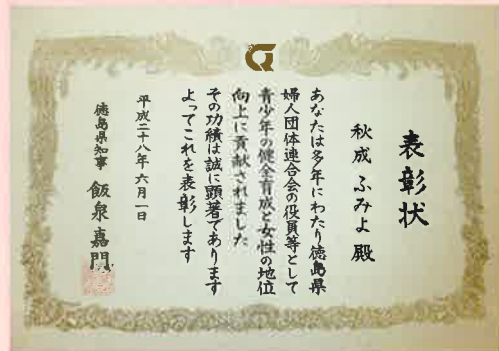 表彰状
秋成 ふみよ 殿
あなたは多年にわたり徳島県
婦人団体連合会の役員等として
青少年の健全育成と女性の地位
向上に貢献されました
その功績は誠に顕著であります
よってこれを表彰します
平成二十八年六月一日
徳島県知事 飯泉嘉門